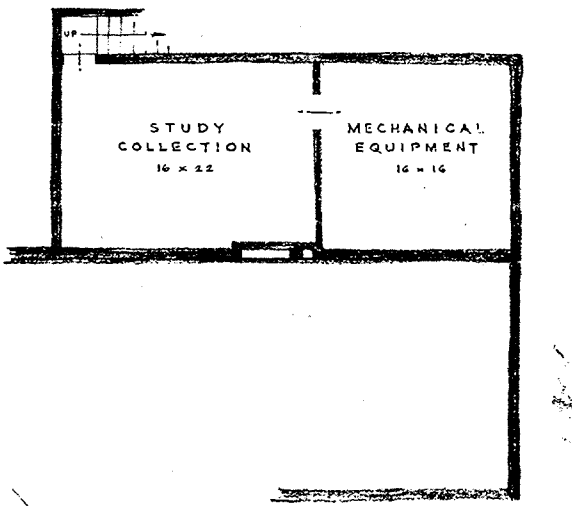 UP
STUDY
COLLECTION
16 x 22
MECHANICAL
EQUIPMENT
16 x 16